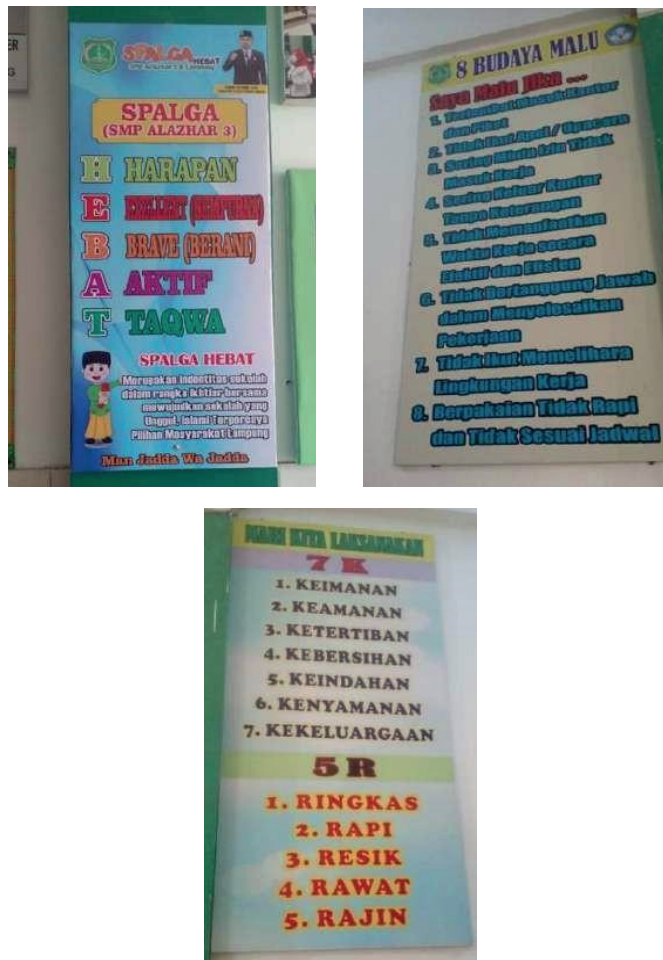 SPALGA HEBAT
SPALGA
(SMP ALAZHAR 3)
H HARAPAN
E EXELLENT (SEMPURNA)
B BRAVE (BERANI)
A AKTIF
T TAQWA
SPALGA HEBAT
Merupakan indentitas sekolah
dalam rangka ikhtiar bersama
mewujudkan sekolah yang
Unggul, Islami Terpercaya
Pilihan Masyarakat Lampung
Man Jadda Wa Jadda
8 BUDAYA MALU
Saya Malu Jika ...
1. Terlambat Masuk Kantor
dan Piket
2. Tidak Ikut Apel / Upacara
3. Sering Minta Izin Tidak
Masuk Kerja
4. Sering Keluar Kantor
Tanpa Keterangan
5. Tidak Memanfaatkan
Waktu Kerja secara
Efektif dan Efisien
6. Tidak Bertanggung Jawab
dalam Menyelesaikan
Pekerjaan
7. Tidak Ikut Memelihara
Lingkungan Kerja
8. Berpakaian Tidak Rapi
dan Tidak Sesuai Jadwal
MARI KITA LAKSANAKAN
7 K
1. KEIMANAN
2. KEAMANAN
3. KETERTIBAN
4. KEBERSIHAN
5. KEINDAHAN
6. KENYAMANAN
7. KEKELUARGAAN
5 R
1. RINGKAS
2. RAPI
3. RESIK
4. RAWAT
5. RAJIN